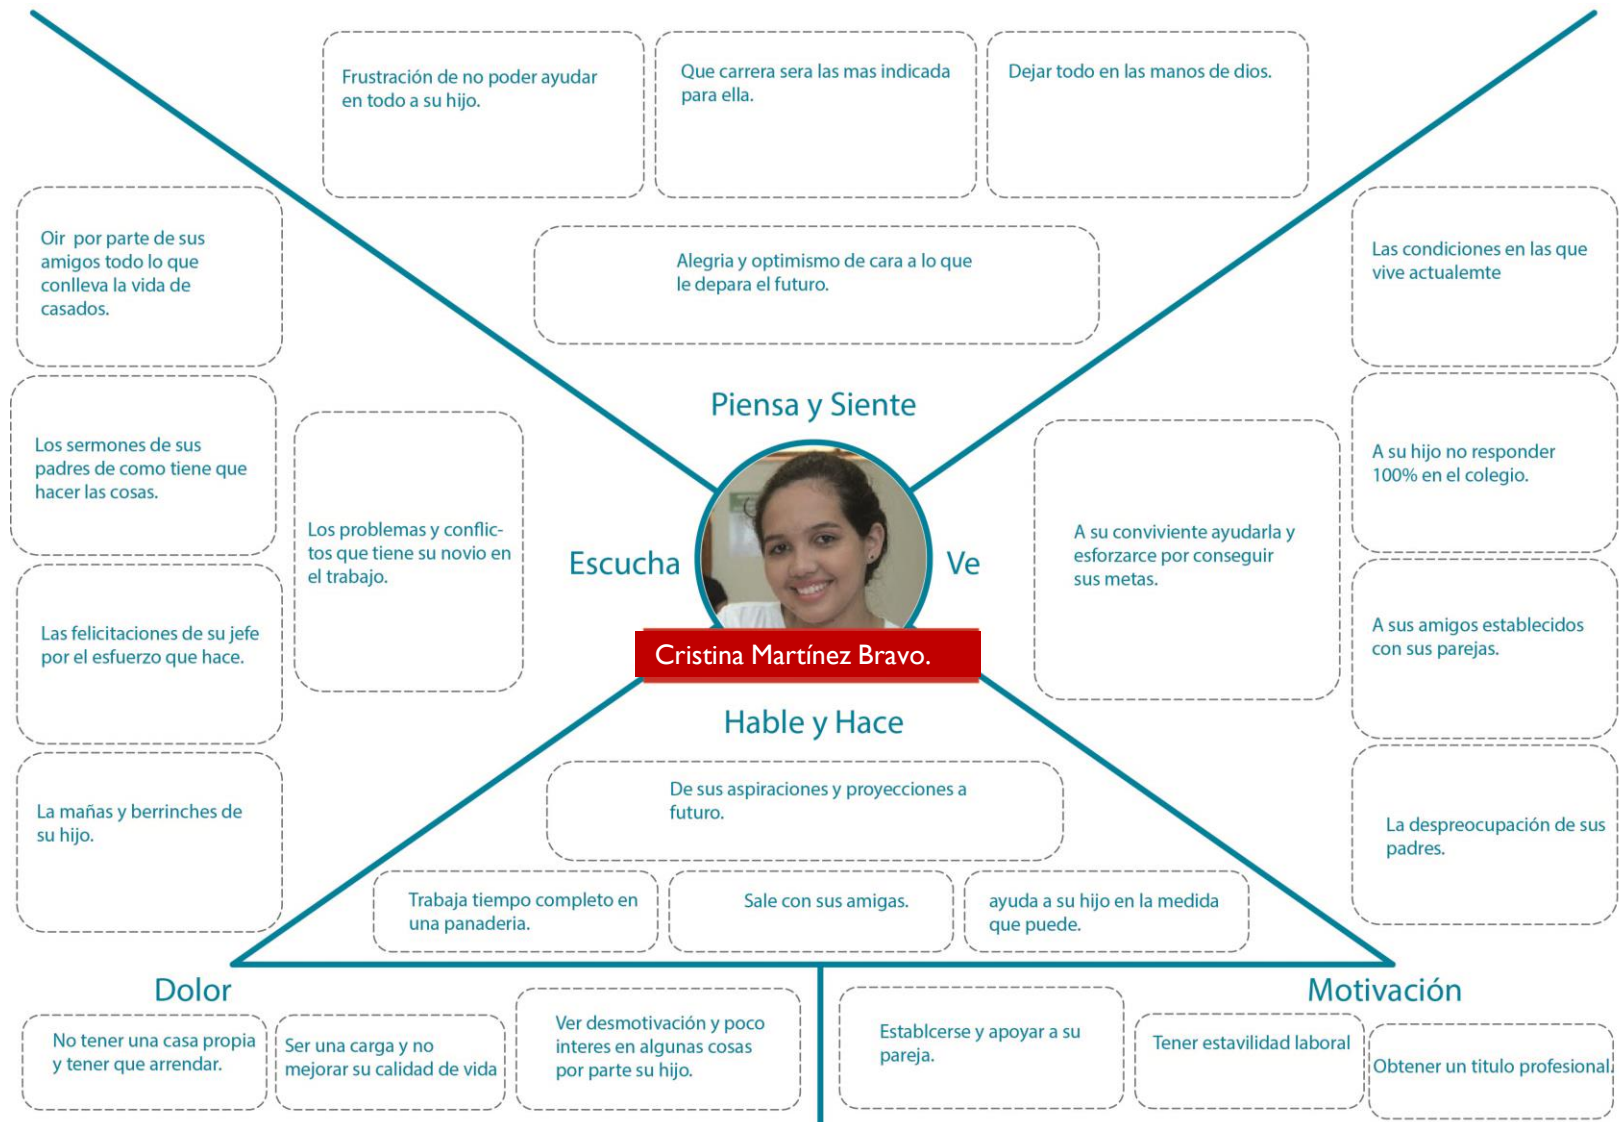 Frustración de no poder ayudar
en todo a su hijo.
Que carrera sera las mas indicada
para ella.
Dejar todo en las manos de dios.
Alegria y optimismo de cara a lo que
le depara el futuro.
Piensa y Siente
Oir por parte de sus
amigos todo lo que
conlleva la vida de
casados.
Los sermones de sus
padres de como tiene que
hacer las cosas.
Las felicitaciones de su jefe
por el esfuerzo que hace.
La mañas y berrinches de
su hijo.
Los problemas y conflic-
tos que tiene su novio en
el trabajo.
Escucha
Ve
A su conviviente ayudarla y
esforzarce por conseguir
sus metas.
Las condiciones en las que
vive actualemte
A su hijo no responder
100% en el colegio.
A sus amigos establecidos
con sus parejas.
La despreocupación de sus
padres.
Cristina Martínez Bravo.
Hable y Hace
De sus aspiraciones y proyecciones a
futuro.
Trabaja tiempo completo en
una panaderia.
Sale con sus amigas.
ayuda a su hijo en la medida
que puede.
Dolor
No tener una casa propia
y tener que arrendar.
Ser una carga y no
mejorar su calidad de vida
Ver desmotivación y poco
interes en algunas cosas
por parte su hijo.
Motivación
Establcerse y apoyar a su
pareja.
Tener estavilidad laboral
Obtener un titulo profesional.